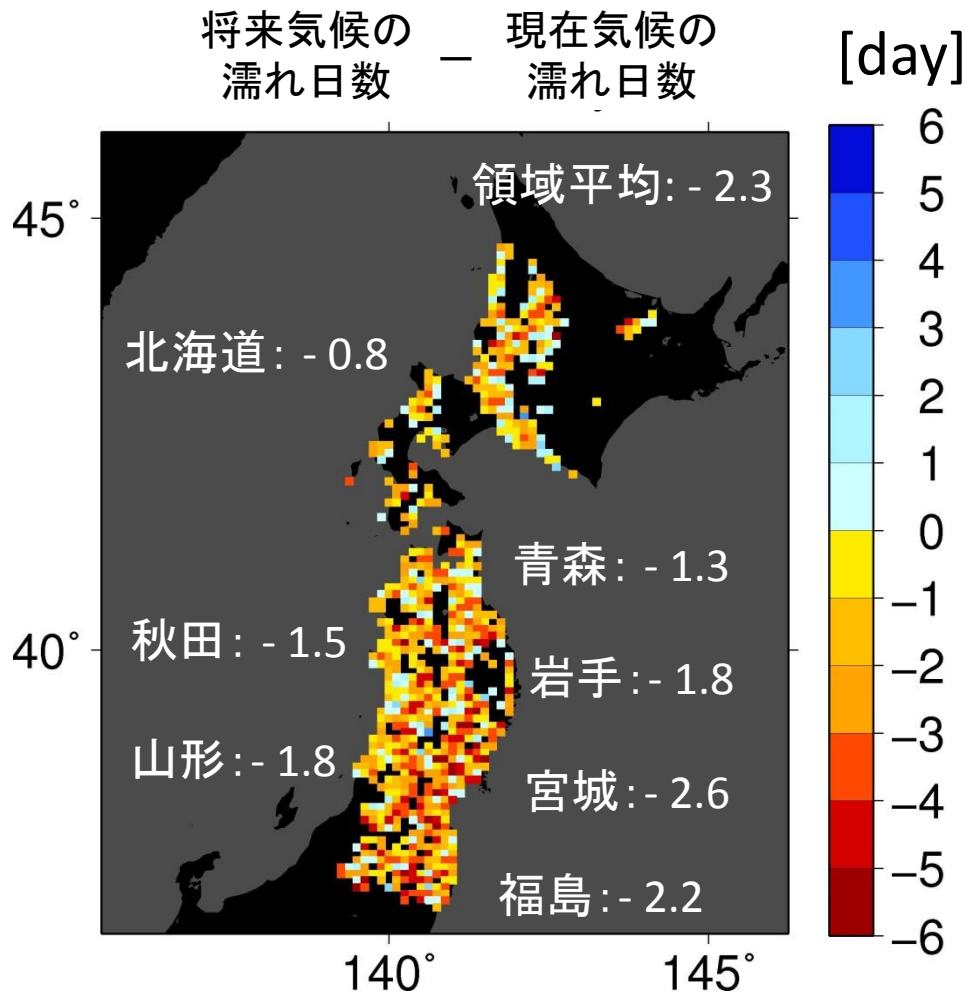 将来気候の
濡れ日数
－
現在気候の
濡れ日数
[day]
領域平均: - 2.3
北海道: - 0.8
青森: - 1.3
秋田: - 1.5
岩手:- 1.8
山形:- 1.8
宮城:- 2.6
福島:- 2.2
45°
40°
140°
145°
6
5
4
3
2
1
0
−1
−2
−3
−4
−5
−6